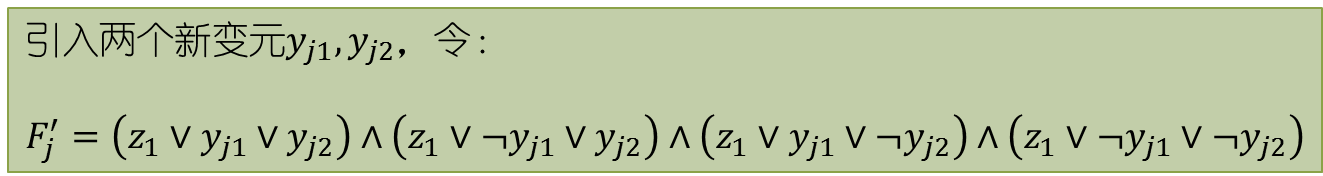 引入两个新变元y_{j1}, y_{j2}，令：
F'_j = (z_1 ∨ y_{j1} ∨ y_{j2}) ∧ (z_1 ∨ ¬y_{j1} ∨ y_{j2}) ∧ (z_1 ∨ y_{j1} ∨ ¬y_{j2}) ∧ (z_1 ∨ ¬y_{j1} ∨ ¬y_{j2})